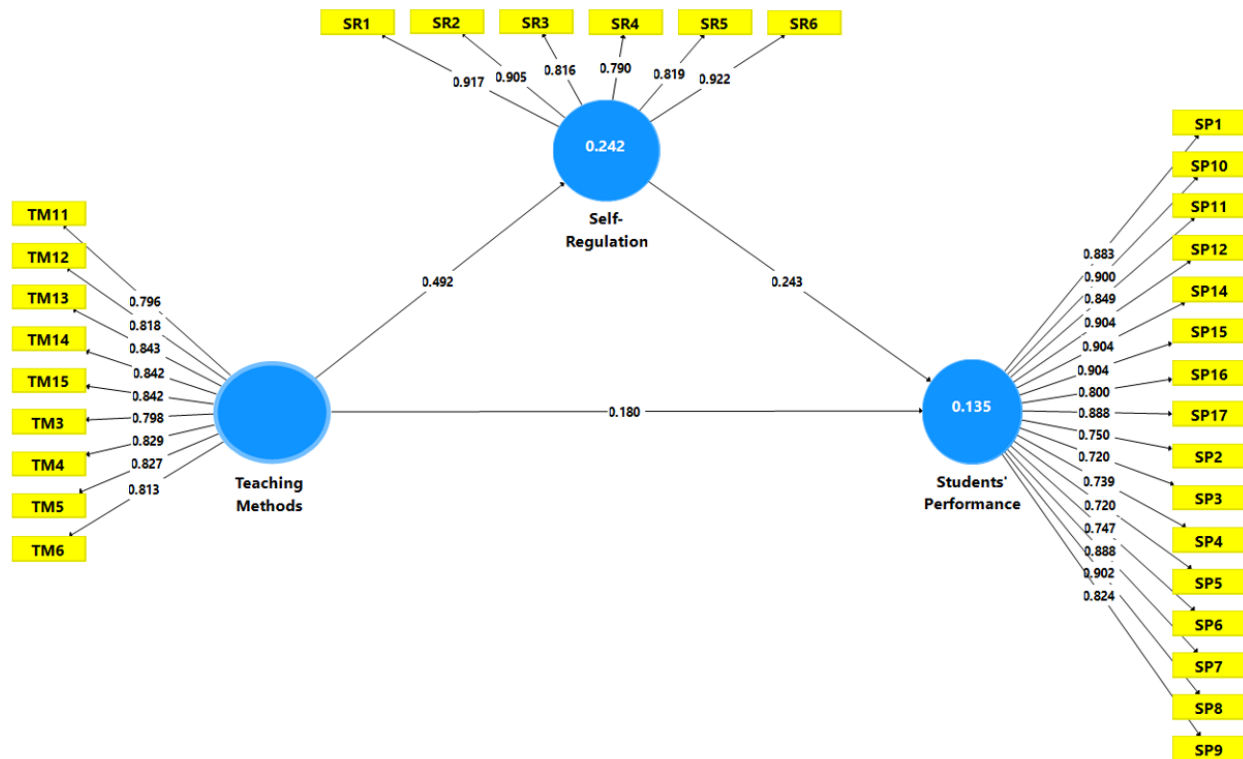 SR1 SR2 SR3 SR4 SR5 SR6
0.917 0.905 0.816 0.790 0.819 0.922
0.242
Self-
Regulation
TM11
TM12
TM13
TM14
TM15
TM3
TM4
TM5
TM6
0.796
0.818
0.843
0.842
0.842
0.798
0.829
0.827
0.813
Teaching
Methods
0.492
0.243
0.180
0.135
Students'
Performance
0.883
0.900
0.849
0.904
0.904
0.904
0.800
0.888
0.750
0.720
0.739
0.720
0.747
0.888
0.902
0.824
SP1
SP10
SP11
SP12
SP14
SP15
SP16
SP17
SP2
SP3
SP4
SP5
SP6
SP7
SP8
SP9